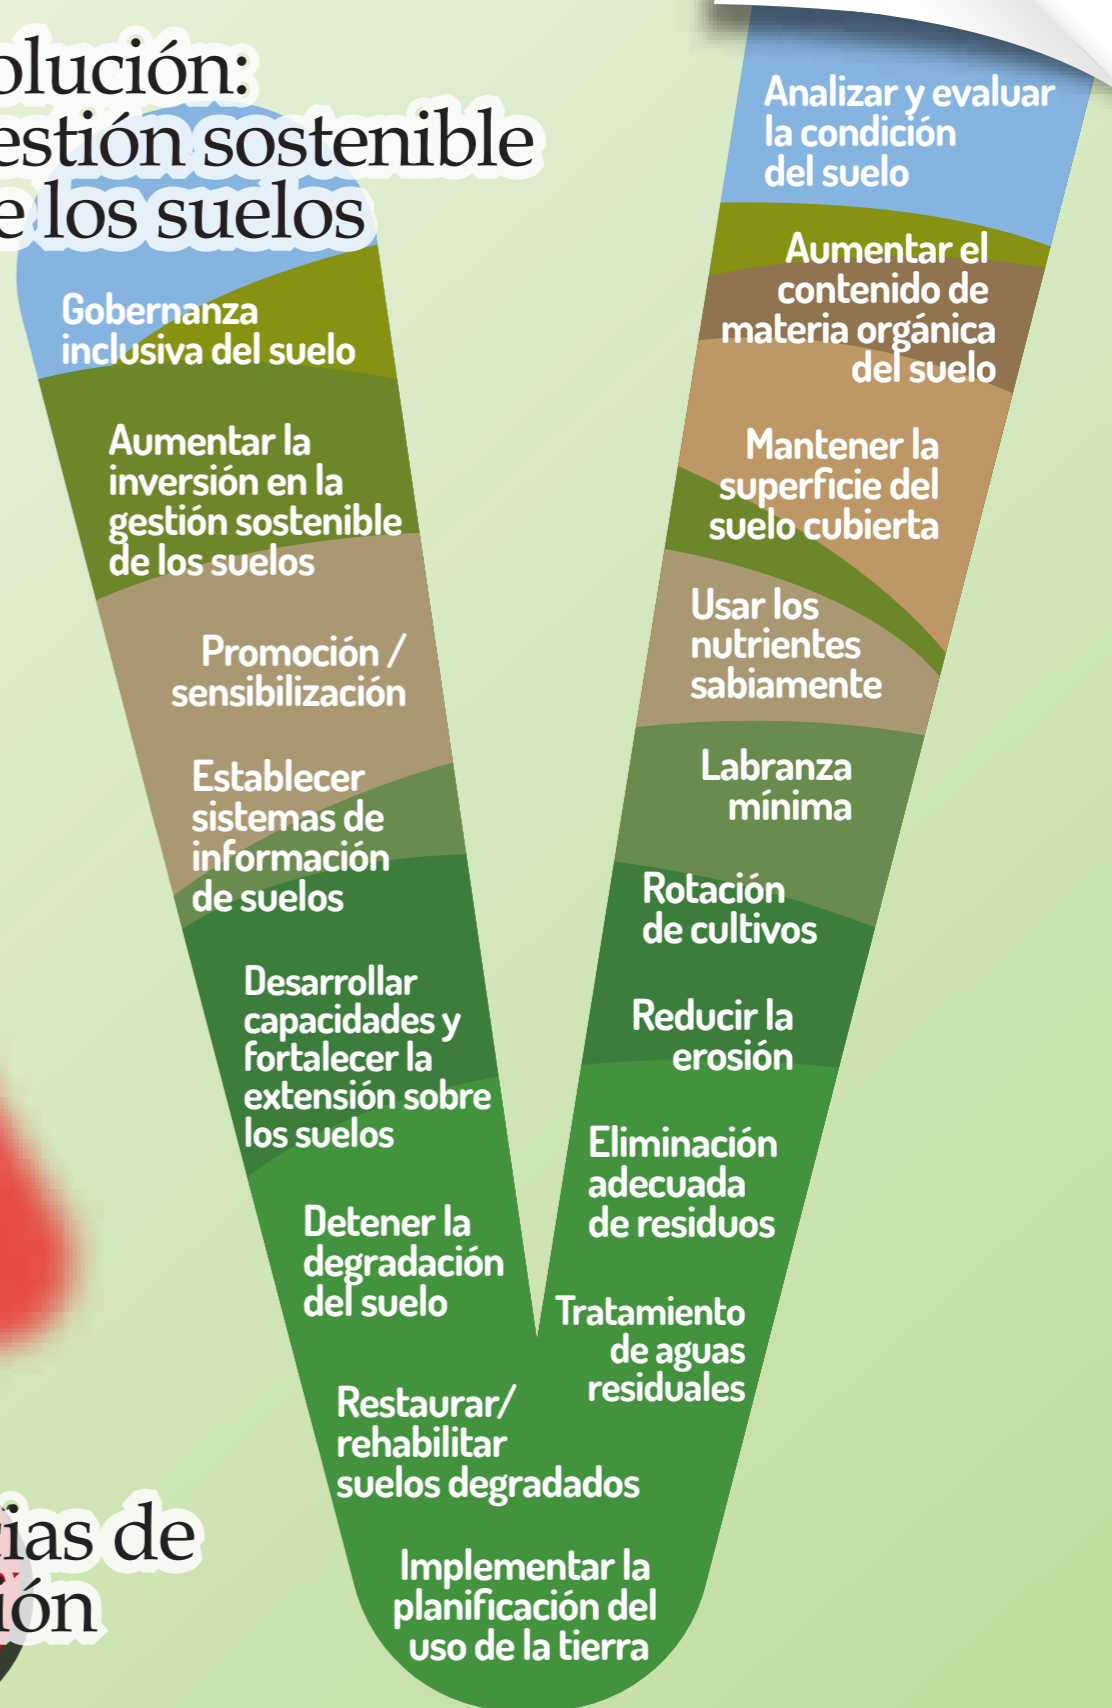 olución:
estión sostenible
e los suelos
Gobernanza
inclusiva del suelo
Aumentar la
inversión en la
gestión sostenible
de los suelos
Promoción /
sensibilización
Establecer
sistemas de
información
de suelos
Desarrollar
capacidades y
fortalecer la
extensión sobre
los suelos
Detener la
degradación
del suelo
Restaurar/
rehabilitar
suelos degradados
Implementar la
planificación del
uso de la tierra
Analizar y evaluar
la condición
del suelo
Aumentar el
contenido de
materia orgánica
del suelo
Mantener la
superficie del
suelo cubierta
Usar los
nutrientes
sabiamente
Labranza
mínima
Rotación
de cultivos
Reducir la
erosión
Eliminación
adecuada
de residuos
Tratamiento
de aguas
residuales
cias de
ión